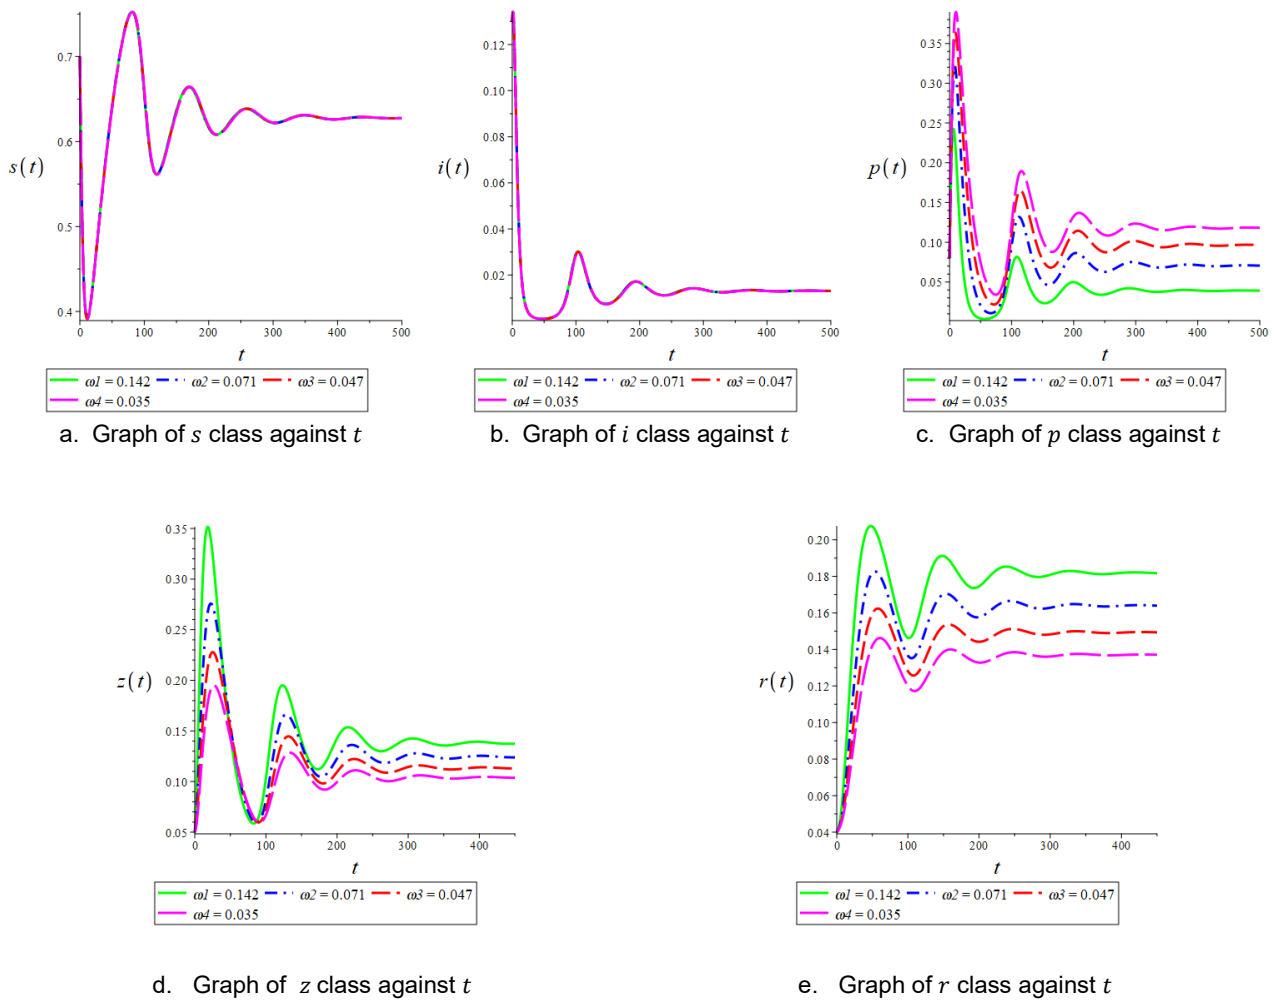 0.7
0.6
s(t)
0.5
0.4
0 100 200 300 400 500
t
ω1 = 0.142 ω2 = 0.071 ω3 = 0.047
ω4 = 0.035
a. Graph of s class against t
0.12
0.10
0.08
i(t)
0.06
0.04
0.02
0 100 200 300 400 500
t
ω1 = 0.142 ω2 = 0.071 ω3 = 0.047
ω4 = 0.035
b. Graph of i class against t
0.35
0.30
0.25
0.20
p(t)
0.15
0.10
0.05
0 100 200 300 400 500
t
ω1 = 0.142 ω2 = 0.071 ω3 = 0.047
ω4 = 0.035
c. Graph of p class against t
0.35
0.30
0.25
0.20
z(t)
0.15
0.10
0.05
0 100 200 300 400
t
ω1 = 0.142 ω2 = 0.071 ω3 = 0.047
ω4 = 0.035
d. Graph of z class against t
0.20
0.18
0.16
0.14
r(t)
0.12
0.10
0.08
0.06
0.04
0 100 200 300 400
t
ω1 = 0.142 ω2 = 0.071 ω3 = 0.047
ω4 = 0.035
e. Graph of r class against t